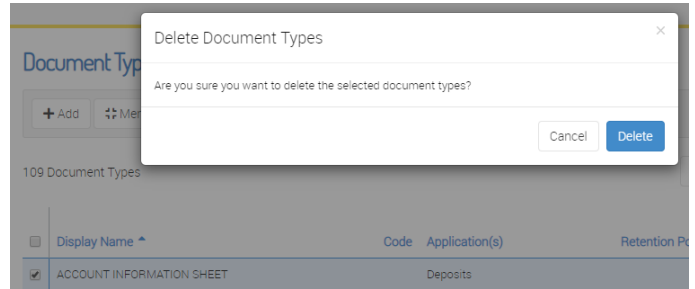 Delete Document Types
×
Document Typ
Are you sure you want to delete the selected document types?
+ Add
Mer
Cancel
Delete
109 Document Types
Display Name
Code
Application(s)
Retention Po
ACCOUNT INFORMATION SHEET
Deposits